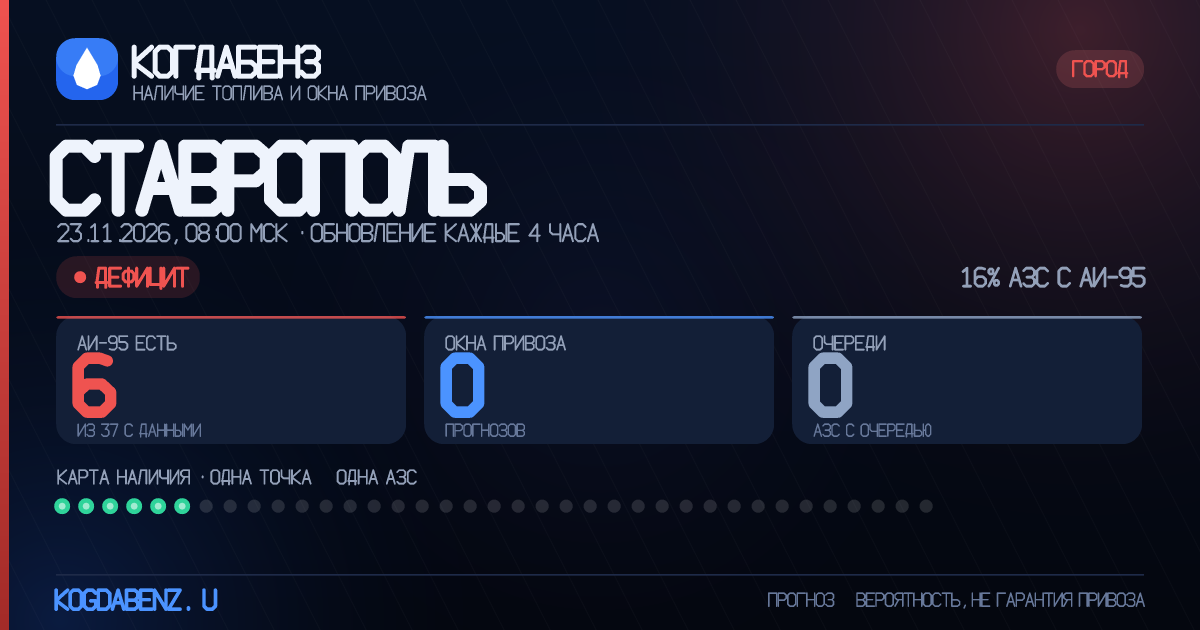 КОГДАБЕНЗ
НАЛИЧИЕ ТОПЛИВА И ОКНА ПРИВОЗА
ГОРОД
СТАВРОПОЛЬ
23.11.2026, 08:00 МСК · ОБНОВЛЕНИЕ КАЖДЫЕ 4 ЧАСА
ДЕФИЦИТ
16% АЗС С АИ-95
АИ-95 ЕСТЬ
6
ИЗ 37 С ДАННЫМИ
ОКНА ПРИВОЗА
0
ПРОГНОЗОВ
ОЧЕРЕДИ
0
АЗС С ОЧЕРЕДЬЮ
КАРТА НАЛИЧИЯ · ОДНА ТОЧКА ОДНА АЗС
KOGDABENZ. U
ПРОГНОЗ ВЕРОЯТНОСТЬ, НЕ ГАРАНТИЯ ПРИВОЗА